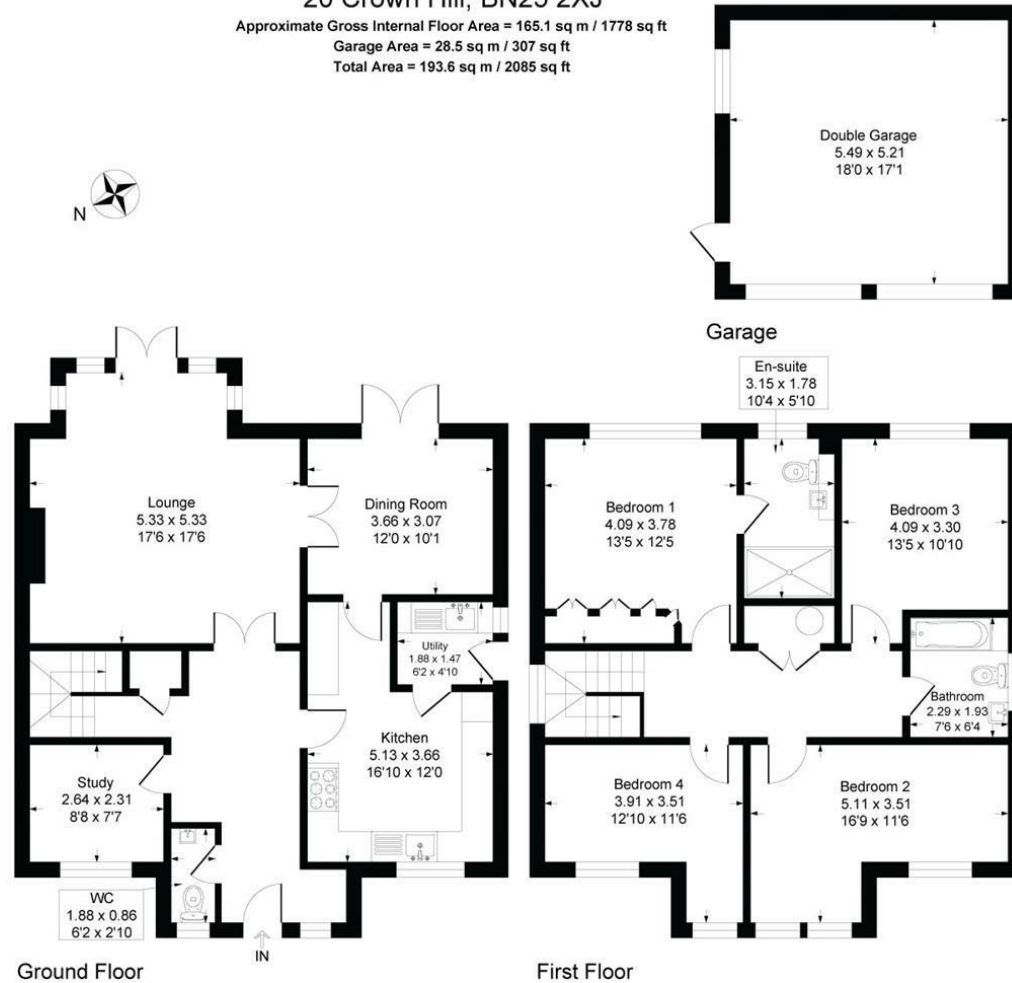 20 Crown Hill, BN25 2XJ
Approximate Gross Internal Floor Area = 165.1 sq m / 1778 sq ft
Garage Area = 28.5 sq m / 307 sq ft
Total Area = 193.6 sq m / 2085 sq ft
N
Double Garage
5.49 x 5.21
18'0 x 17'1
Garage
En-suite
3.15 x 1.78
10'4 x 5'10
Lounge
5.33 x 5.33
17'6 x 17'6
Dining Room
3.66 x 3.07
12'0 x 10'1
Bedroom 1
4.09 x 3.78
13'5 x 12'5
Bedroom 3
4.09 x 3.30
13'5 x 10'10
Utility
1.88 x 1.47
6'2 x 4'10
Bathroom
2.29 x 1.93
7'6 x 6'4
Kitchen
5.13 x 3.66
16'10 x 12'0
Study
2.64 x 2.31
8'8 x 7'7
Bedroom 4
3.91 x 3.51
12'10 x 11'6
Bedroom 2
5.11 x 3.51
16'9 x 11'6
WC
1.88 x 0.86
6'2 x 2'10
IN
Ground Floor
First Floor